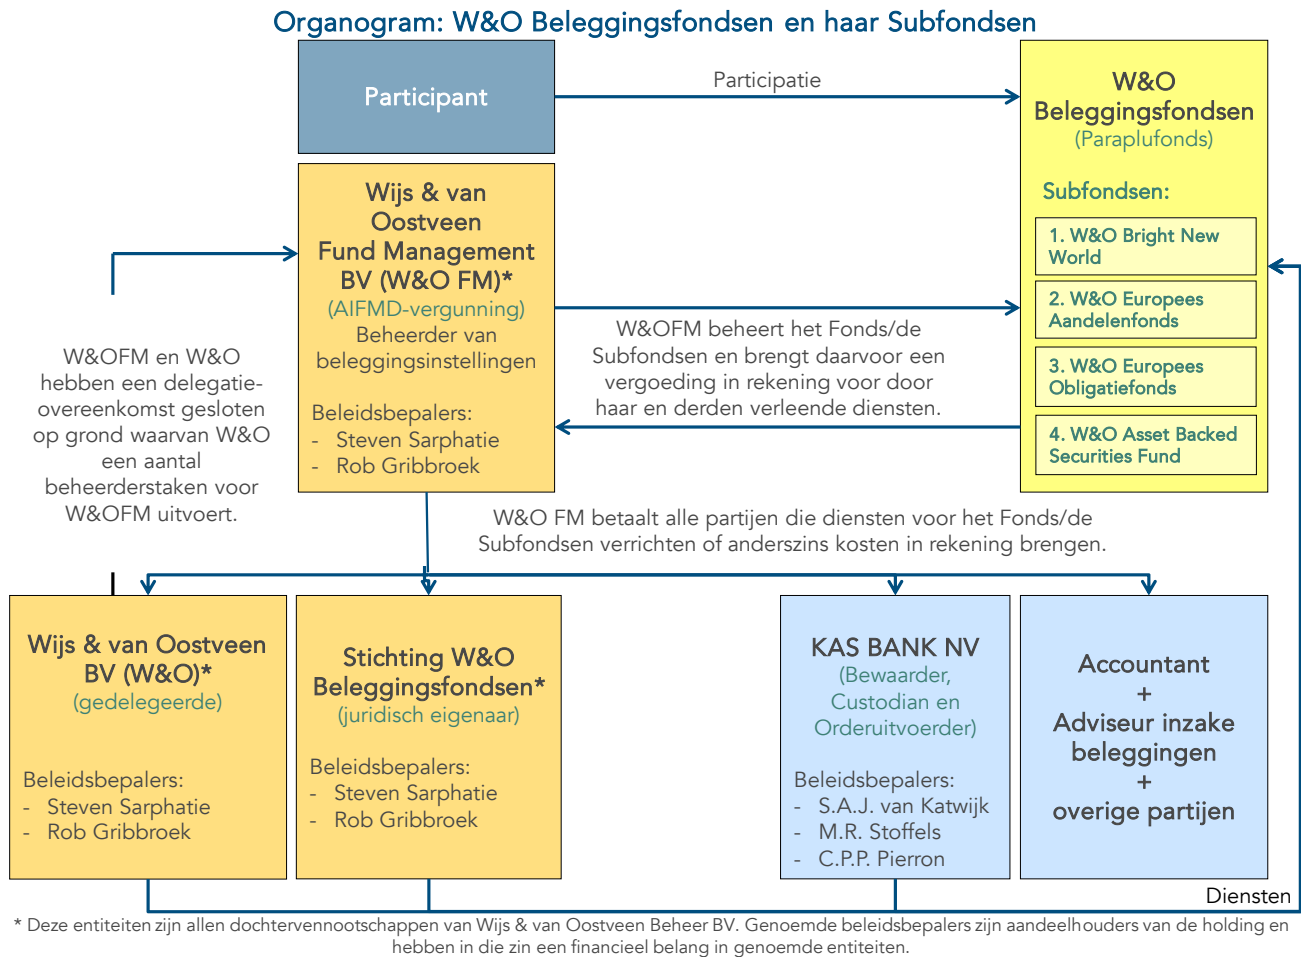 Organogram: W&O Beleggingsfondsen en haar Subfondsen
Participant
Participatie
W&O
Beleggingsfondsen
(Paraplufonds)
Subfondsen:
1. W&O Bright New
World
2. W&O Europees
Aandelenfonds
3. W&O Europees
Obligatiefonds
4. W&O Asset Backed
Securities Fund
Wijs & van
Oostveen
Fund Management
BV (W&O FM)*
(AIFMD-vergunning)
Beheerder van
beleggingsinstellingen
Beleidsbepalers:
- Steven Sarphatie
- Rob Gribbroek
W&OFM beheert het Fonds/de
Subfondsen en brengt daarvoor een
vergoeding in rekening voor door
haar en derden verleende diensten.
W&OFM en W&O
hebben een delegatie-
overeenkomst gesloten
op grond waarvan W&O
een aantal
beheerderstaken voor
W&OFM uitvoert.
W&O FM betaalt alle partijen die diensten voor het Fonds/de
Subfondsen verrichten of anderszins kosten in rekening brengen.
Wijs & van Oostveen
BV (W&O)*
(gedelegeerde)
Beleidsbepalers:
- Steven Sarphatie
- Rob Gribbroek
Stichting W&O
Beleggingsfondsen*
(juridisch eigenaar)
Beleidsbepalers:
- Steven Sarphatie
- Rob Gribbroek
KAS BANK NV
(Bewaarder,
Custodian en
Orderuitvoerder)
Beleidsbepalers:
- S.A.J. van Katwijk
- M.R. Stoffels
- C.P.P. Pierron
Accountant
+
Adviseur inzake
beleggingen
+
overige partijen
Diensten
* Deze entiteiten zijn allen dochtervennootschappen van Wijs & van Oostveen Beheer BV. Genoemde beleidsbepalers zijn aandeelhouders van de holding en
hebben in die zin een financieel belang in genoemde entiteiten.